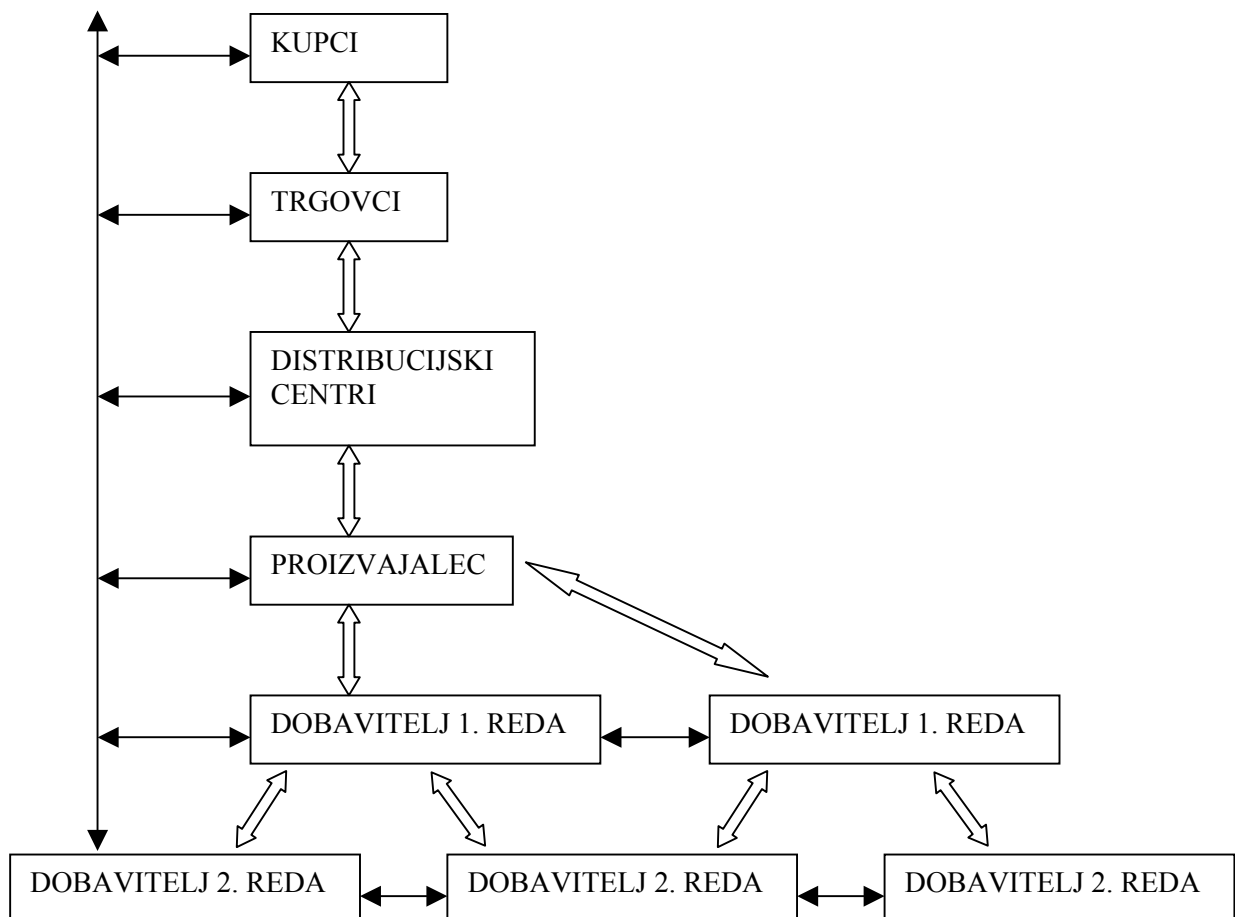 KUPCI
TRGOVCI
DISTRIBUCIJSKI
CENTRI
PROIZVAJALEC
DOBAVITELJ 1. REDA
DOBAVITELJ 1. REDA
DOBAVITELJ 2. REDA
DOBAVITELJ 2. REDA
DOBAVITELJ 2. REDA